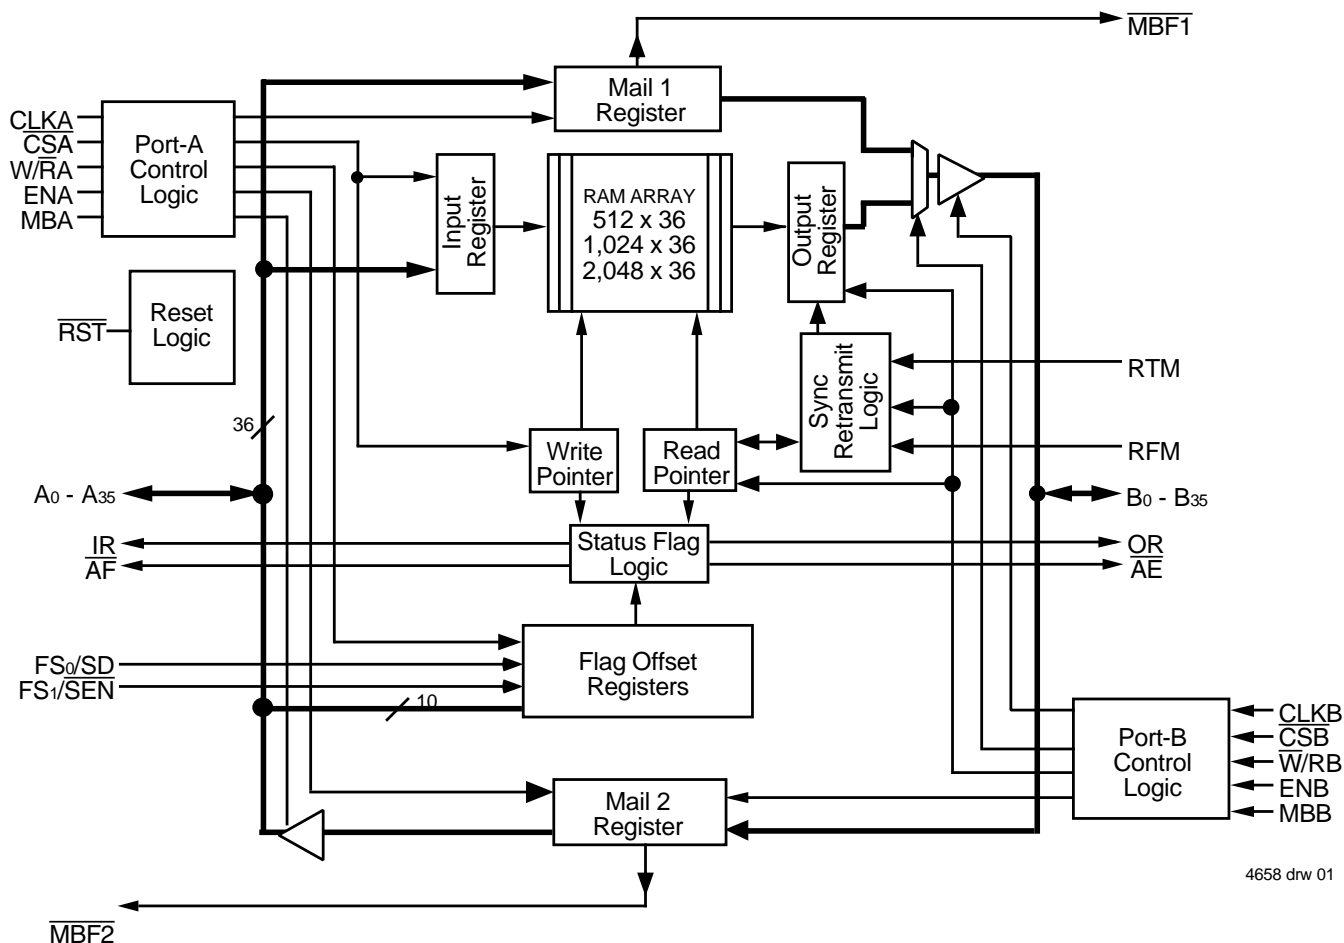 MBF1
Mail 1
Register
CLKA
CSA
W/RA
ENA
MBA
Port-A
Control
Logic
Input
Register
RAM ARRAY
512 x 36
1,024 x 36
2,048 x 36
Output
Register
RST
Reset
Logic
Sync
Retransmit
Logic
RTM
RFM
36
Write
Pointer
Read
Pointer
A0 - A35
B0 - B35
IR
AF
Status Flag
Logic
OR
AE
FS0/SD
FS1/SEN
Flag Offset
Registers
10
Port-B
Control
Logic
CLKB
CSB
W/RB
ENB
MBB
Mail 2
Register
MBF2
4658 drw 01